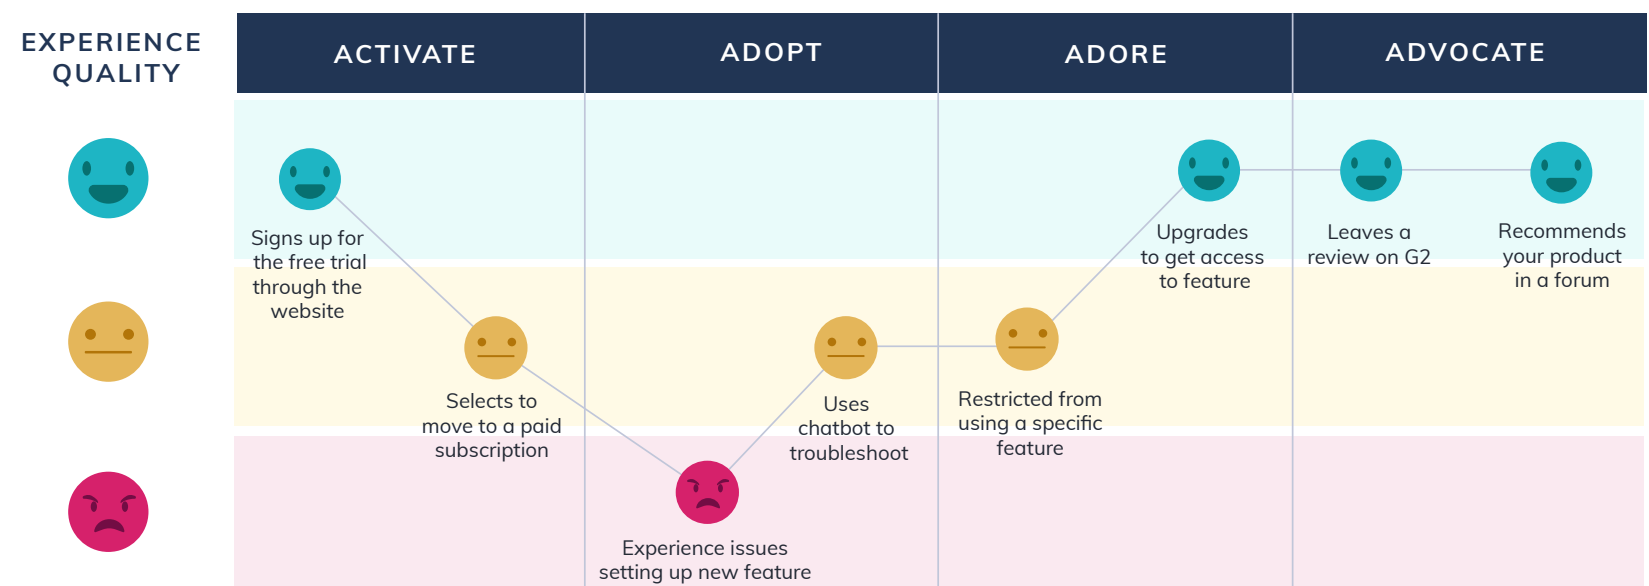 EXPERIENCE
QUALITY
ACTIVATE
ADOPT
ADORE
ADVOCATE
Signs up for
the free trial
through the
website
Selects to
move to a paid
subscription
Experience issues
setting up new feature
Uses
chatbot to
troubleshoot
Restricted from
using a specific
feature
Upgrades
to get access
to feature
Leaves a
review on G2
Recommends
your product
in a forum